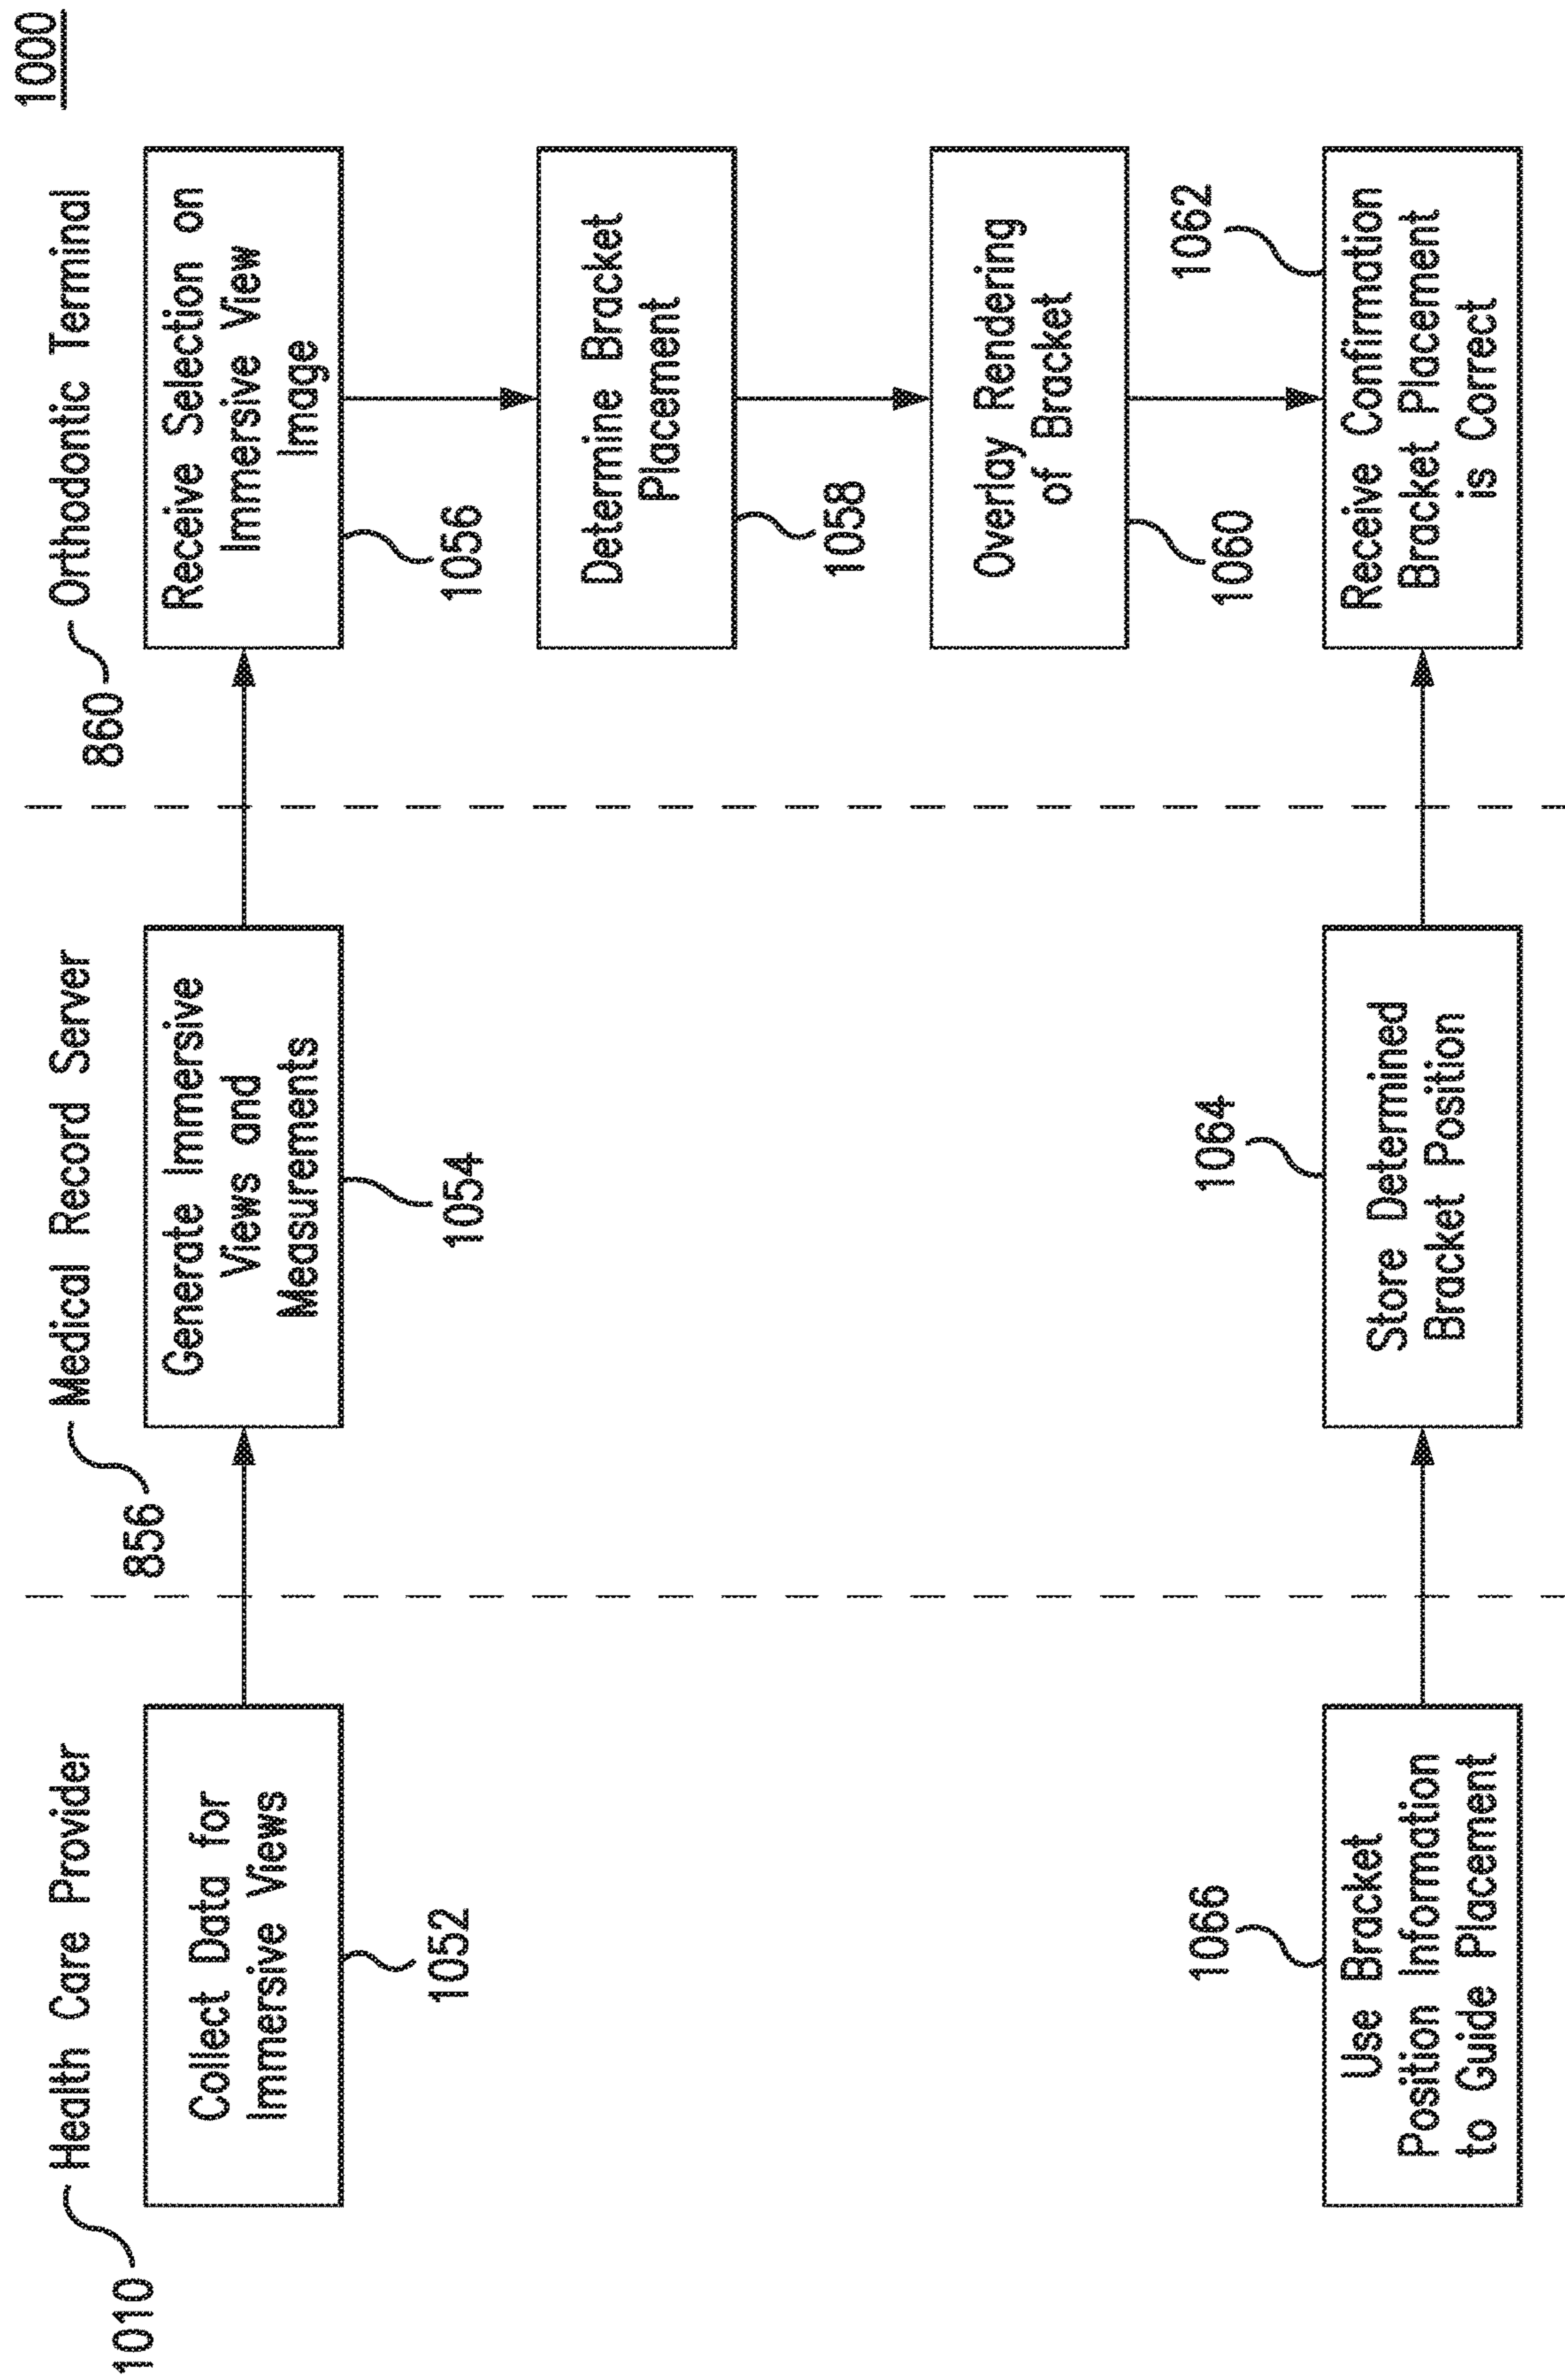 1000
Health Care Provider
1010
Medical Record Server
856
Orthodontic Terminal
860
Collect Data for
Immersive Views
1052
Generate Immersive
Views and
Measurements
1054
Receive Selection on
Immersive View
Image
1056
Determine Bracket
Placement
1058
Overlay Rendering
of Bracket
1060
Receive Confirmation
Bracket Placement
is Correct
1062
Store Determined
Bracket Position
1064
Use Bracket
Position Information
to Guide Placement
1066